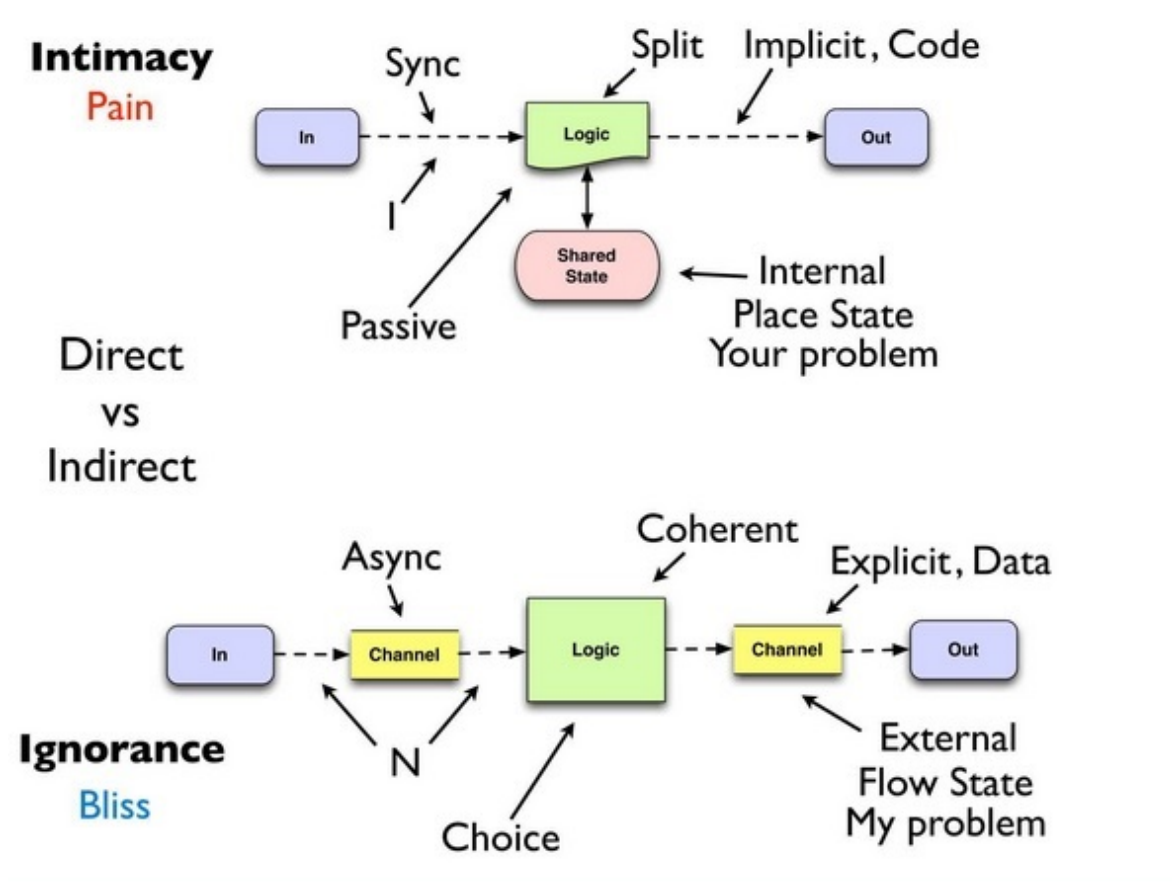 Intimacy
Pain
Sync
Split
Implicit, Code
In
Logic
Out
I
Shared
State
Passive
Internal
Place State
Your problem
Direct
vs
Indirect
Coherent
Async
Explicit, Data
In
Channel
Logic
Channel
Out
Ignorance
Bliss
N
Choice
External
Flow State
My problem